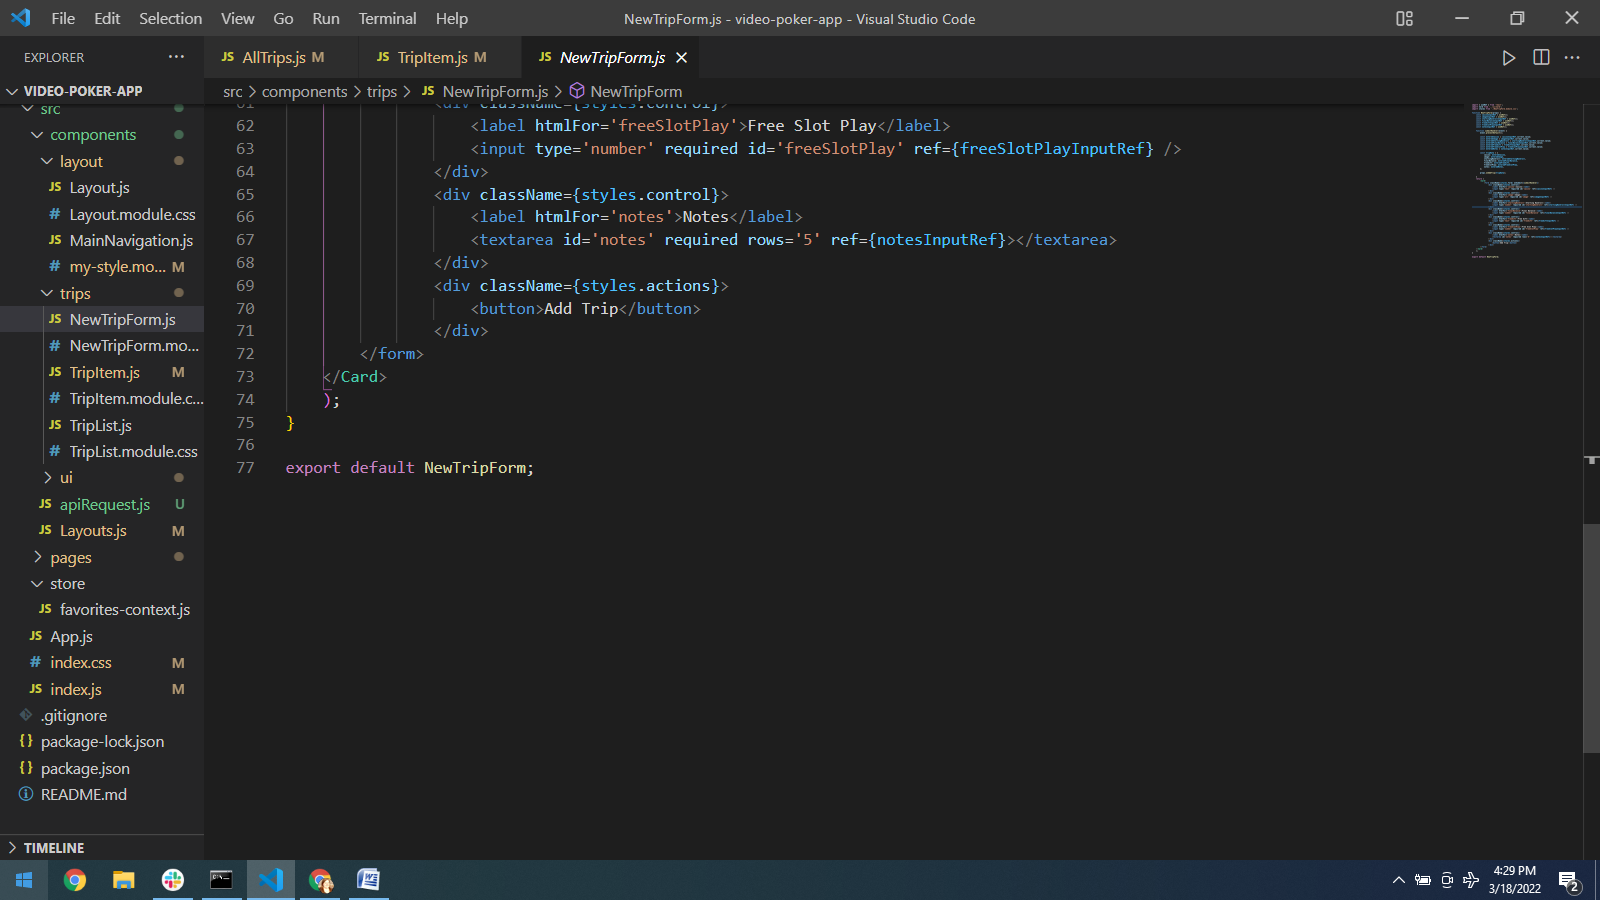 File Edit Selection View Go Run Terminal Help
NewTripForm.js - video-poker-app - Visual Studio Code
EXPLORER
JS AllTrips.js M
JS TripItem.js M
JS NewTripForm.js
VIDEO-POKER-APP
src > components > trips > JS NewTripForm.js > NewTripForm
src
components
layout
JS Layout.js
# Layout.module.css
JS MainNavigation.js
# my-style.mo... M
trips
JS NewTripForm.js
# NewTripForm.mo...
JS TripItem.js M
# TripItem.module.c...
JS TripList.js
# TripList.module.css
ui
JS apiRequest.js U
JS Layouts.js M
pages
store
JS favorites-context.js
JS App.js
# index.css M
JS index.js M
.gitignore
{} package-lock.json
{} package.json
README.md
TIMELINE
61 <div className={styles.control}>
62 <label htmlFor='freeSlotPlay'>Free Slot Play</label>
63 <input type='number' required id='freeSlotPlay' ref={freeSlotPlayInputRef} />
64 </div>
65 <div className={styles.control}>
66 <label htmlFor='notes'>Notes</label>
67 <textarea id='notes' required rows='5' ref={notesInputRef}></textarea>
68 </div>
69 <div className={styles.actions}>
70 <button>Add Trip</button>
71 </div>
72 </form>
73 </Card>
74 );
75 }
76
77 export default NewTripForm;
4:29 PM
3/18/2022
2